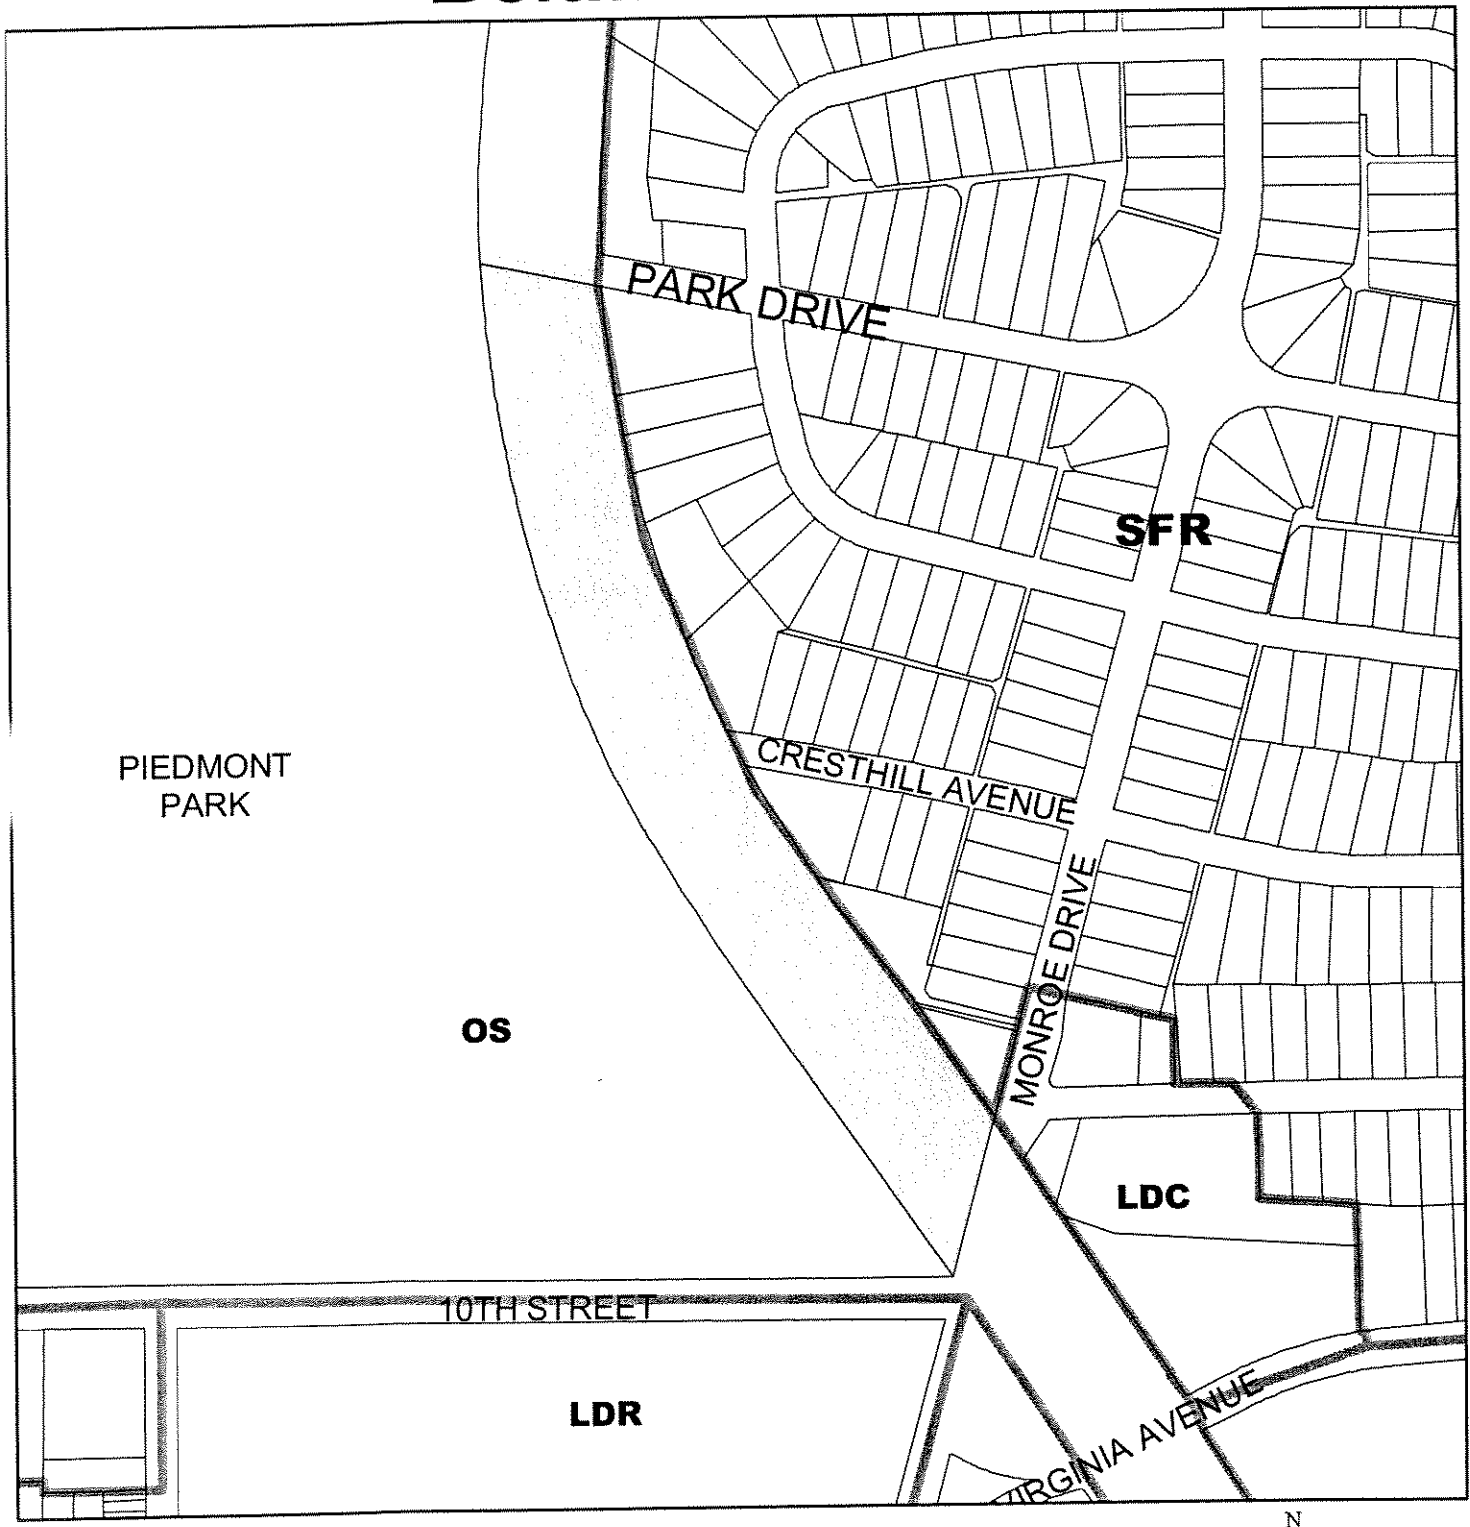 PARK DRIVE
SFR
PIEDMONT
PARK
CRESTHILL AVENUE
MONROE DRIVE
OS
LDC
10TH STREET
LDR
VIRGINIA AVENUE
N